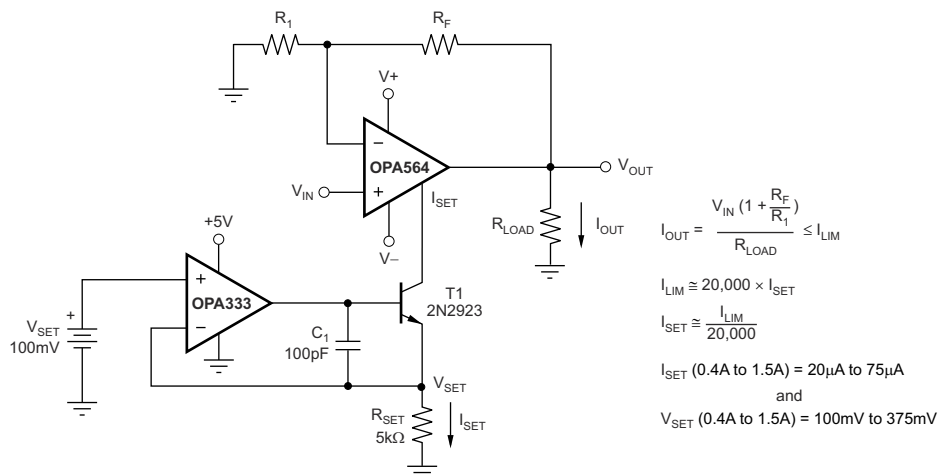 R1
RF
V+
−
OPA564
VOUT
VIN
+
ISET
+5V
V−
RLOAD
IOUT
+
OPA333
−
T1
2N2923
+
VSET
100mV
C1
100pF
VSET
RSET
5kΩ
ISET
IOUT = VIN (1 + RF/R1) / RLOAD ≤ ILIM
ILIM ≅ 20,000 × ISET
ISET ≅ ILIM / 20,000
ISET (0.4A to 1.5A) = 20μA to 75μA
and
VSET (0.4A to 1.5A) = 100mV to 375mV